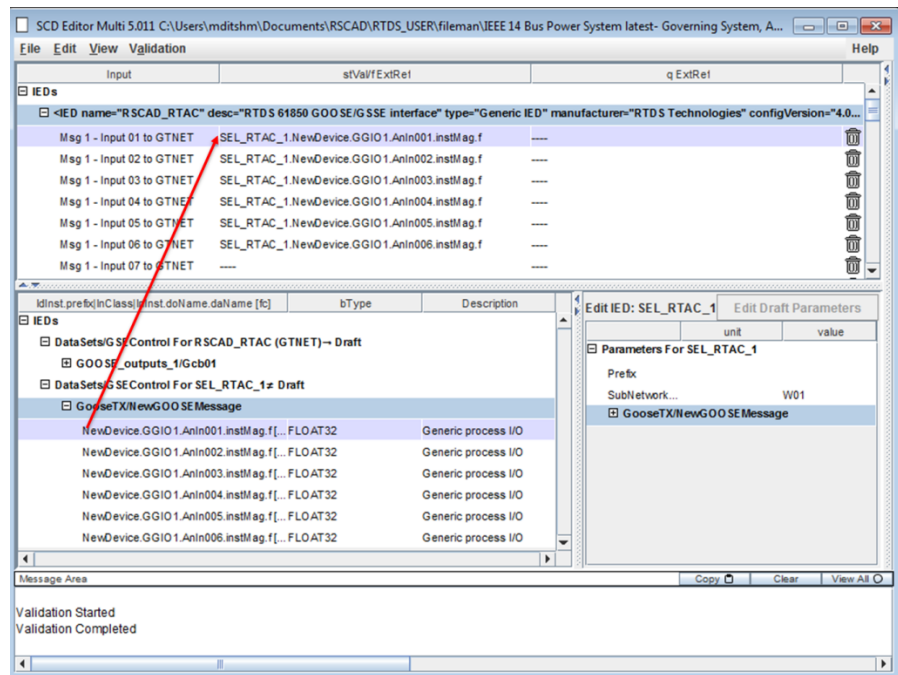 SCD Editor Multi 5.011 C:\Users\mditshm\Documents\RSCAD\RTDS_USER\fileman\IEEE 14 Bus Power System latest- Governing System, A...
File Edit View Validation Help
Input stVal/f ExtRef q ExtRef
IEDs
<IED name="RSCAD_RTAC" desc="RTDS 61850 GOOSE/GSSE interface" type="Generic IED" manufacturer="RTDS Technologies" configVersion="4.0...
Msg 1 - Input 01 to GTNET SEL_RTAC_1.NewDevice.GGIO1.AnIn001.instMag.f ----
Msg 1 - Input 02 to GTNET SEL_RTAC_1.NewDevice.GGIO1.AnIn002.instMag.f ----
Msg 1 - Input 03 to GTNET SEL_RTAC_1.NewDevice.GGIO1.AnIn003.instMag.f ----
Msg 1 - Input 04 to GTNET SEL_RTAC_1.NewDevice.GGIO1.AnIn004.instMag.f ----
Msg 1 - Input 05 to GTNET SEL_RTAC_1.NewDevice.GGIO1.AnIn005.instMag.f ----
Msg 1 - Input 06 to GTNET SEL_RTAC_1.NewDevice.GGIO1.AnIn006.instMag.f ----
Msg 1 - Input 07 to GTNET ---- ----
ldInst.prefix|lnClass|lnInst.doName.daName [fc] bType Description
IEDs
DataSets/GSEControl For RSCAD_RTAC (GTNET)→ Draft
GOOSE_outputs_1/Gcb01
DataSets/GSEControl For SEL_RTAC_1≠ Draft
GooseTX/NewGOOSEMessage
NewDevice.GGIO1.AnIn001.instMag.f[... FLOAT32 Generic process I/O
NewDevice.GGIO1.AnIn002.instMag.f[... FLOAT32 Generic process I/O
NewDevice.GGIO1.AnIn003.instMag.f[... FLOAT32 Generic process I/O
NewDevice.GGIO1.AnIn004.instMag.f[... FLOAT32 Generic process I/O
NewDevice.GGIO1.AnIn005.instMag.f[... FLOAT32 Generic process I/O
NewDevice.GGIO1.AnIn006.instMag.f[... FLOAT32 Generic process I/O
Edit IED: SEL_RTAC_1 Edit Draft Parameters
unit value
Parameters For SEL_RTAC_1
Prefix
SubNetwork... W01
GooseTX/NewGOOSEMessage
Message Area Copy Clear View All
Validation Started
Validation Completed